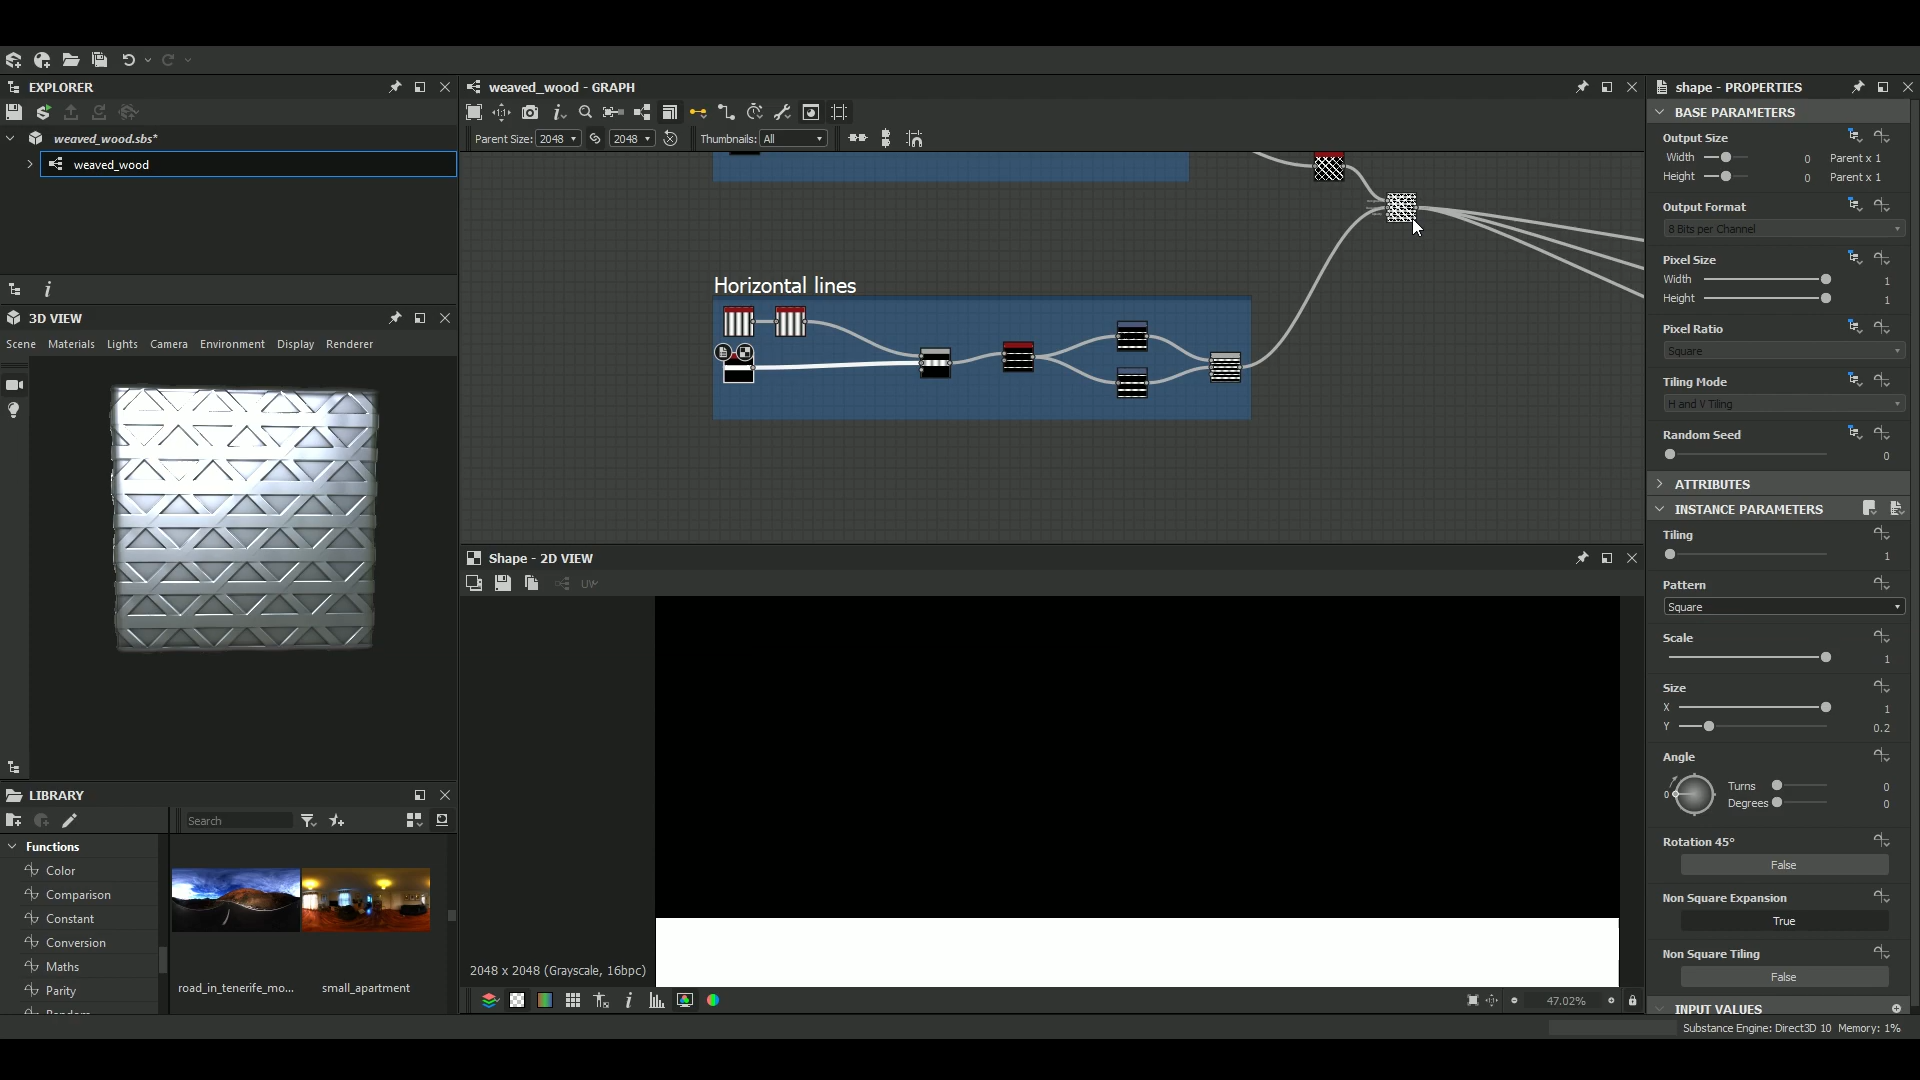 EXPLORER
weaved_wood.sbs*
weaved_wood
3D VIEW
Scene Materials Lights Camera Environment Display Renderer
LIBRARY
Search
Functions
Color
Comparison
Constant
Conversion
Maths
Parity
road_in_tenerife_mo...
small_apartment
weaved_wood - GRAPH
Parent Size: 2048 2048 Thumbnails: All
Horizontal lines
Shape - 2D VIEW
UV
2048 x 2048 (Grayscale, 16bpc)
47.02%
shape - PROPERTIES
BASE PARAMETERS
Output Size
Width 0 Parent x 1
Height 0 Parent x 1
Output Format
8 Bits per Channel
Pixel Size
Width 1
Height 1
Pixel Ratio
Square
Tiling Mode
H and V Tiling
Random Seed
0
ATTRIBUTES
INSTANCE PARAMETERS
Tiling
1
Pattern
Square
Scale
1
Size
X 1
Y 0.2
Angle
0
Turns 0
Degrees 0
Rotation 45°
False
Non Square Expansion
True
Non Square Tiling
False
INPUT VALUES
Substance Engine: Direct3D 10 Memory: 1%